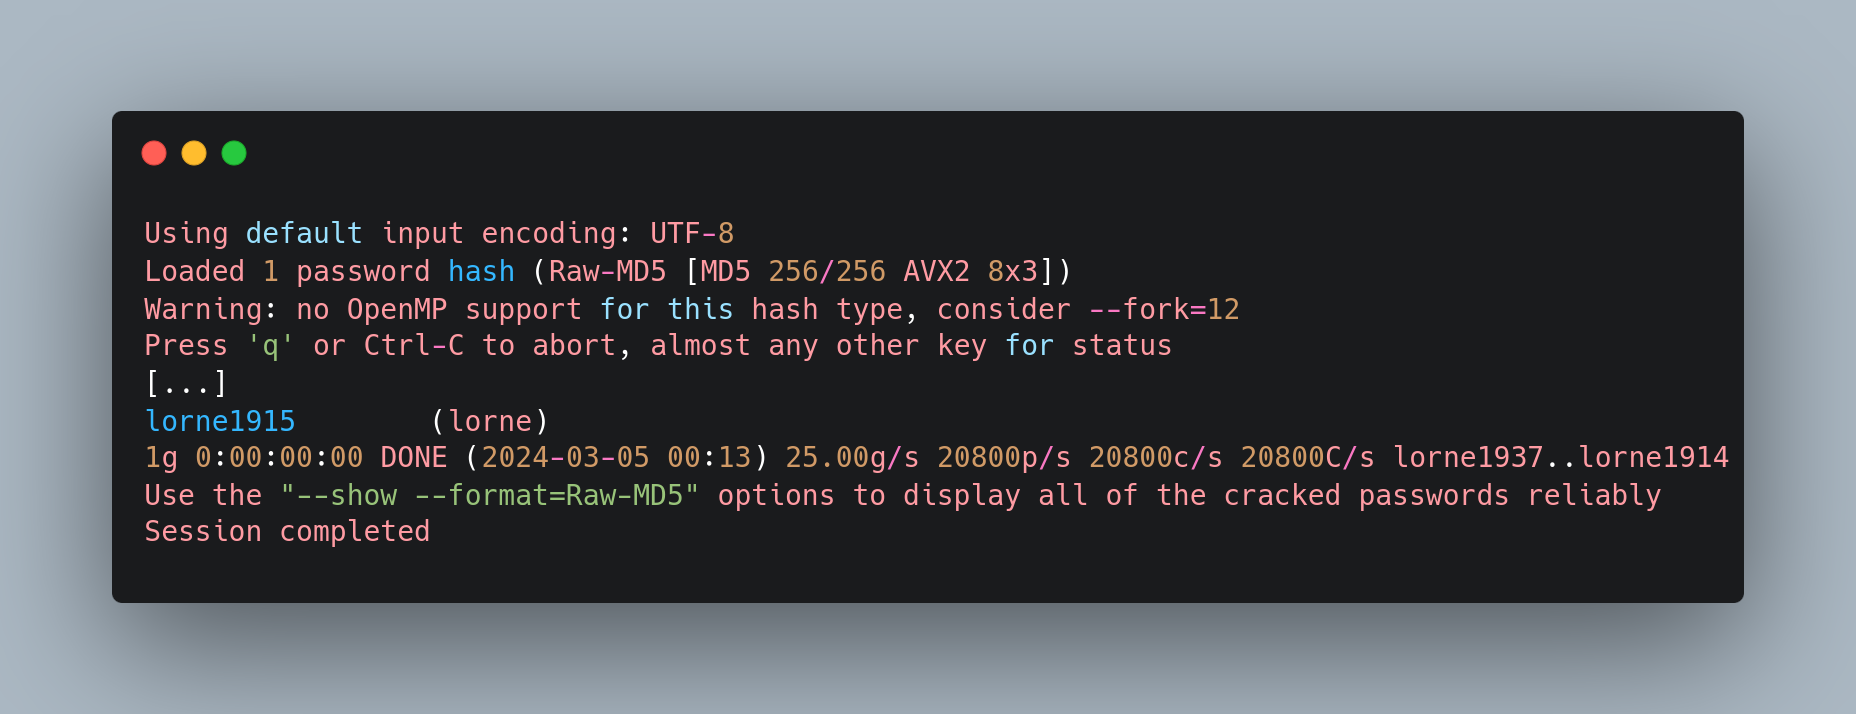 Using default input encoding: UTF-8
Loaded 1 password hash (Raw-MD5 [MD5 256/256 AVX2 8x3])
Warning: no OpenMP support for this hash type, consider --fork=12
Press 'q' or Ctrl-C to abort, almost any other key for status
[...]
lorne1915        (lorne)
1g 0:00:00:00 DONE (2024-03-05 00:13) 25.00g/s 20800p/s 20800c/s 20800C/s lorne1937..lorne1914
Use the "--show --format=Raw-MD5" options to display all of the cracked passwords reliably
Session completed